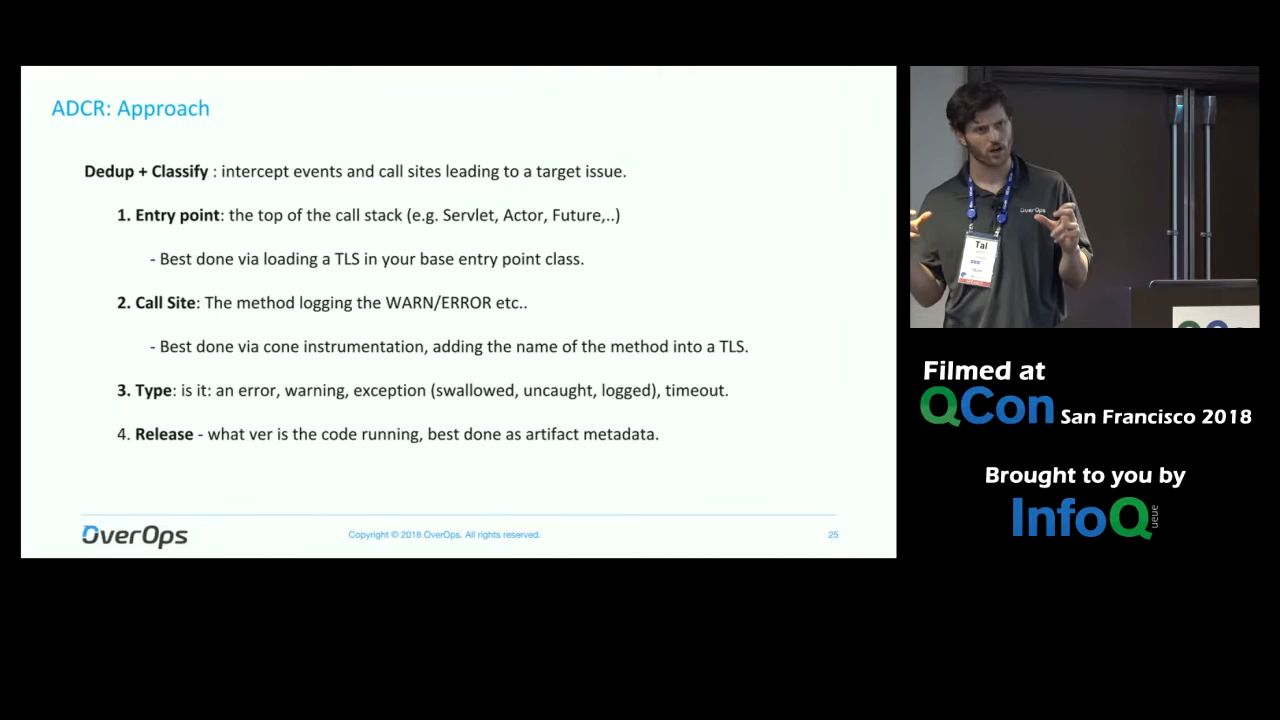 ADCR: Approach
Dedup + Classify : intercept events and call sites leading to a target issue.
1. Entry point: the top of the call stack (e.g. Servlet, Actor, Future,..)
- Best done via loading a TLS in your base entry point class.
2. Call Site: The method logging the WARN/ERROR etc..
- Best done via cone instrumentation, adding the name of the method into a TLS.
3. Type: is it: an error, warning, exception (swallowed, uncaught, logged), timeout.
4. Release - what ver is the code running, best done as artifact metadata.
OverOps
Copyright © 2018 OverOps. All rights reserved.
25
OverOps
Tal
Filmed at
QCon San Francisco 2018
Brought to you by
InfoQ
ueue